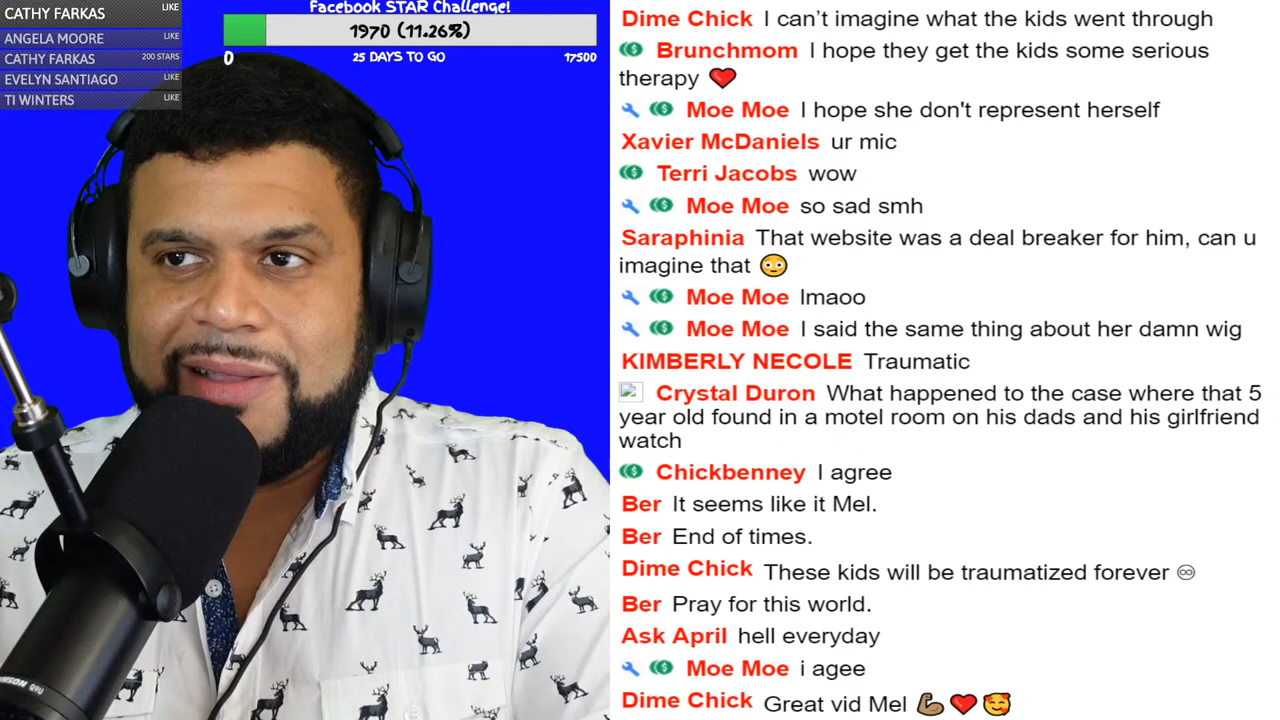 CATHY FARKAS LIKE
ANGELA MOORE LIKE
CATHY FARKAS 200 STARS
EVELYN SANTIAGO LIKE
TI WINTERS LIKE
Facebook STAR Challenge!
1970 (11.26%)
0 25 DAYS TO GO 17500
Dime Chick I can’t imagine what the kids went through
Brunchmom I hope they get the kids some serious
therapy ❤️
Moe Moe I hope she don't represent herself
Xavier McDaniels ur mic
Terri Jacobs wow
Moe Moe so sad smh
Saraphinia That website was a deal breaker for him, can u
imagine that 😳
Moe Moe lmaoo
Moe Moe I said the same thing about her damn wig
KIMBERLY NECOLE Traumatic
Crystal Duron What happened to the case where that 5
year old found in a motel room on his dads and his girlfriend
watch
Chickbenney I agree
Ber It seems like it Mel.
Ber End of times.
Dime Chick These kids will be traumatized forever ♾
Ber Pray for this world.
Ask April hell everyday
Moe Moe i agee
Dime Chick Great vid Mel 💪🏽❤️🥰
SAMSON Q9U